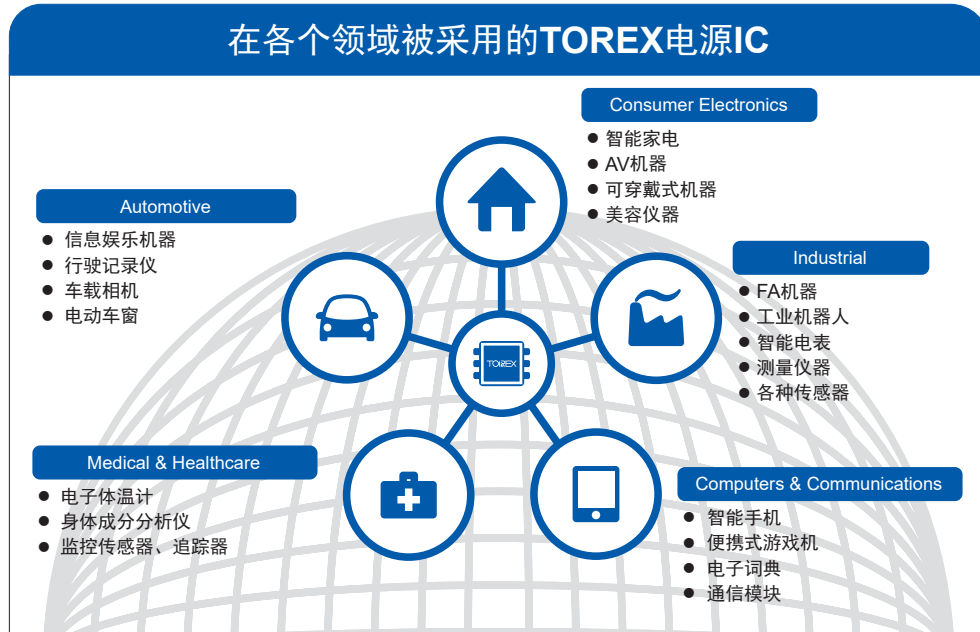 在各个领域被采用的TOREX电源IC
Consumer Electronics
● 智能家电
● AV机器
● 可穿戴式机器
● 美容仪器
Automotive
● 信息娱乐机器
● 行驶记录仪
● 车载相机
● 电动车窗
Industrial
● FA机器
● 工业机器人
● 智能电表
● 测量仪器
● 各种传感器
TOIREX
Medical & Healthcare
● 电子体温计
● 身体成分分析仪
● 监控传感器、追踪器
Computers & Communications
● 智能手机
● 便携式游戏机
● 电子词典
● 通信模块